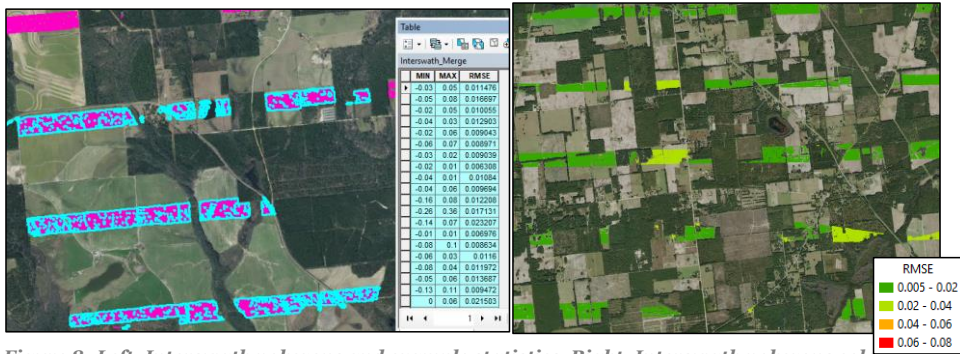 Table
Interswath_Merge
MIN MAX RMSE
-0.03 0.05 0.011476
-0.05 0.08 0.016697
-0.02 0.05 0.010055
-0.04 0.03 0.012903
-0.02 0.06 0.009043
-0.06 0.07 0.008971
-0.03 0.02 0.009039
-0.02 0.01 0.006308
-0.04 0.01 0.01084
-0.04 0.06 0.009694
-0.16 0.08 0.012208
-0.26 0.36 0.017131
-0.14 0.07 0.023207
-0.01 0.01 0.006976
-0.08 0.1 0.008634
-0.06 0.03 0.0116
-0.08 0.04 0.011972
-0.05 0.06 0.013687
-0.13 0.11 0.009472
0 0.06 0.021503
1
RMSE
0.005 - 0.02
0.02 - 0.04
0.04 - 0.06
0.06 - 0.08